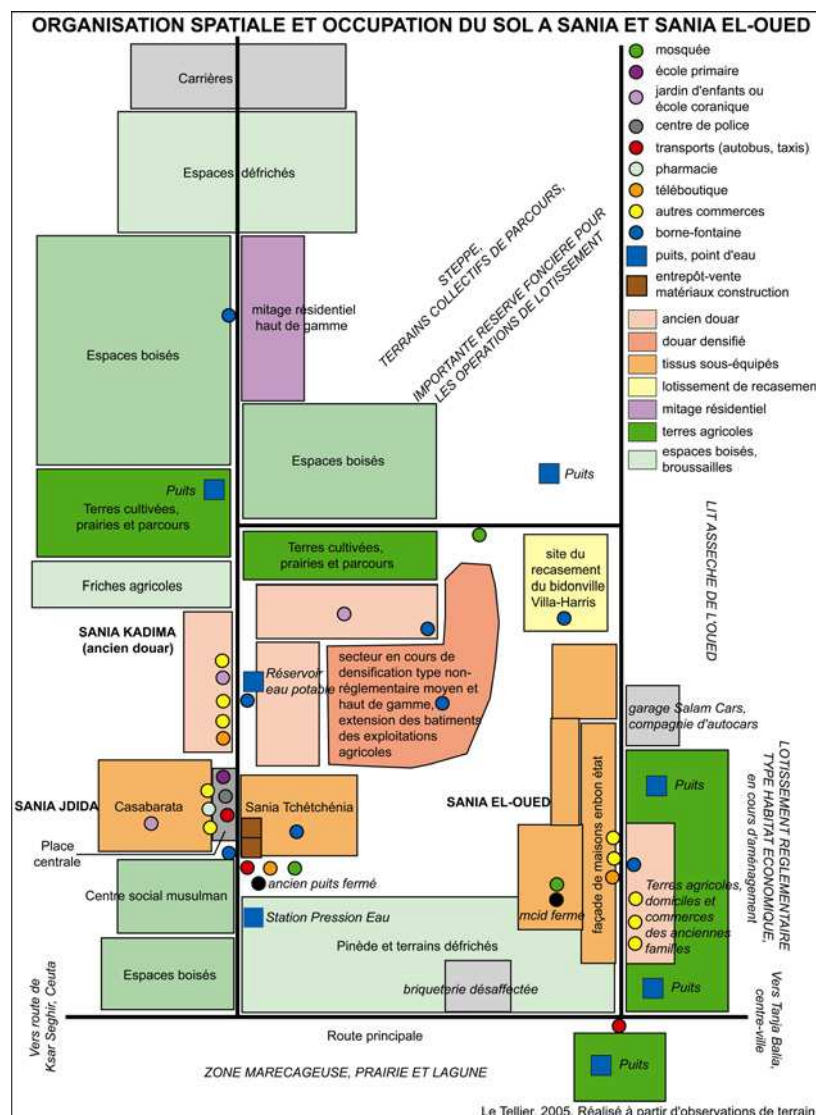 ORGANISATION SPATIALE ET OCCUPATION DU SOL A SANIA ET SANIA EL-OUED
mosquée
école primaire
jardin d'enfants ou
école coranique
centre de police
transports (autobus, taxis)
pharmacie
téléboutique
autres commerces
borne-fontaine
puits, point d'eau
entrepôt-vente
matériaux construction
ancien douar
douar densifié
tissus sous-équipés
lotissement de recasement
mitage résidentiel
terres agricoles
espaces boisés,
broussailles
Carrières
Espaces défrichés
STEPPE,
TERRAINS COLLECTIFS DE PARCOURS,
IMPORTANTE RESERVE FONCIERE POUR
LES OPERATIONS DE LOTISSEMENT
mitage résidentiel
haut de gamme
Espaces boisés
Espaces boisés
Puits
Puits
Terres cultivées,
prairies et parcours
LIT ASSECHE DE L'OUED
Terres cultivées,
prairies et parcours
site du
recasement
du bidonville
Villa-Harris
Friches agricoles
SANIA KADIMA
(ancien douar)
Réservoir
eau potable
secteur en cours de
densification type non-
réglementaire moyen et
haut de gamme,
extension des batiments
des exploitations
agricoles
garage Salam Cars,
compagnie d'autocars
LOTISSEMENT REGLEMENTAIRE
TYPE HABITAT ECONOMIQUE,
en cours d'aménagement
Puits
SANIA JDIDA
Casabarata
Sania Tchétchénia
SANIA EL-OUED
Place
centrale
façade de maisons enbon état
Centre social musulman
ancien puits fermé
mcid fermé
Terres agricoles,
domiciles et
commerces
des anciennes
familles
Station Pression Eau
Pinède et terrains défrichés
Espaces boisés
briqueterie désaffectée
Puits
Vers route de
Ksar Seghir, Ceuta
Vers Tanja Balia,
centre-ville
Route principale
ZONE MARECAGEUSE, PRAIRIE ET LAGUNE
Puits
Le Tellier, 2005. Réalisé à partir d'observations de terrain